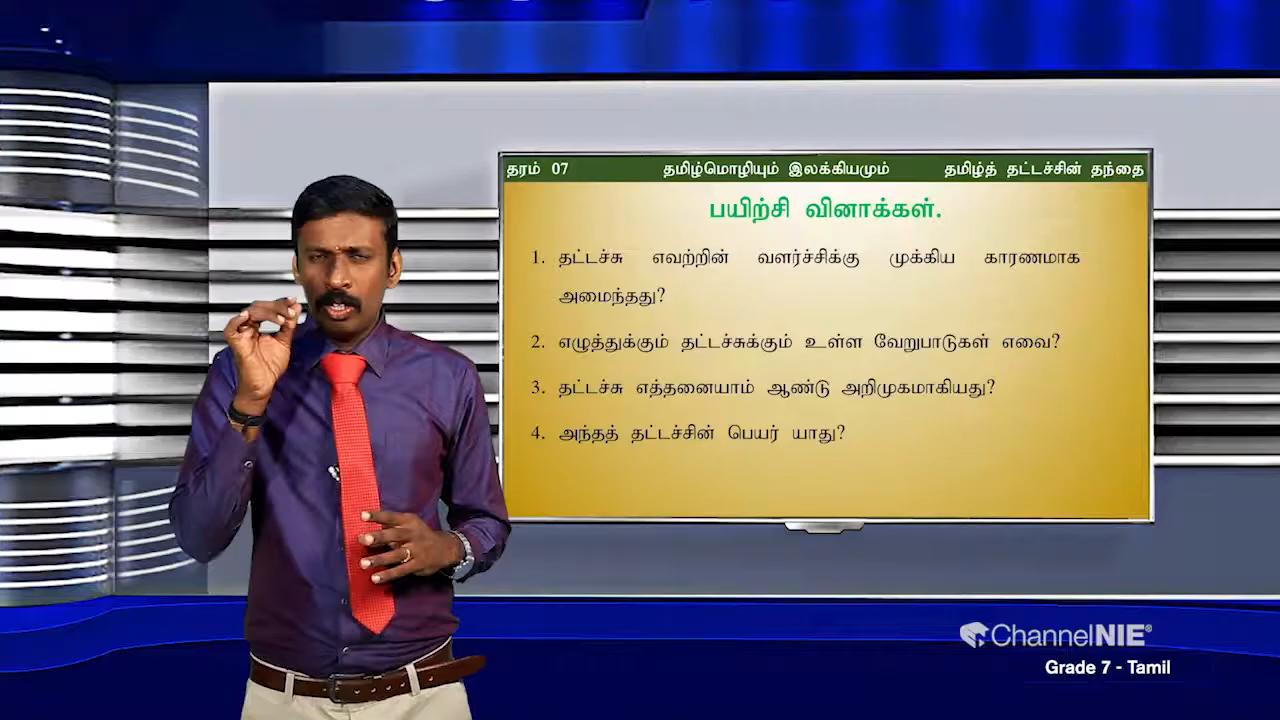 தரம் 07 தமிழ்மொழியும் இலக்கியமும் தமிழ்த் தட்டச்சின் தந்தை
பயிற்சி வினாக்கள்.
1. தட்டச்சு எவற்றின் வளர்ச்சிக்கு முக்கிய காரணமாக
அமைந்தது?
2. எழுத்துக்கும் தட்டச்சுக்கும் உள்ள வேறுபாடுகள் எவை?
3. தட்டச்சு எத்தனையாம் ஆண்டு அறிமுகமாகியது?
4. அந்தத் தட்டச்சின் பெயர் யாது?
ChannelNIE®
Grade 7 - Tamil